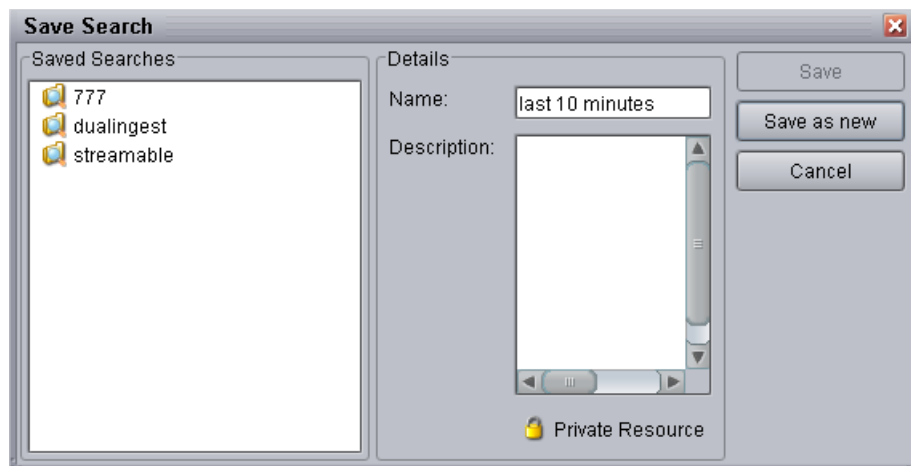 Save Search
Saved Searches
777
dualingest
streamable
Details
Name:
last 10 minutes
Description:
Private Resource
Save
Save as new
Cancel